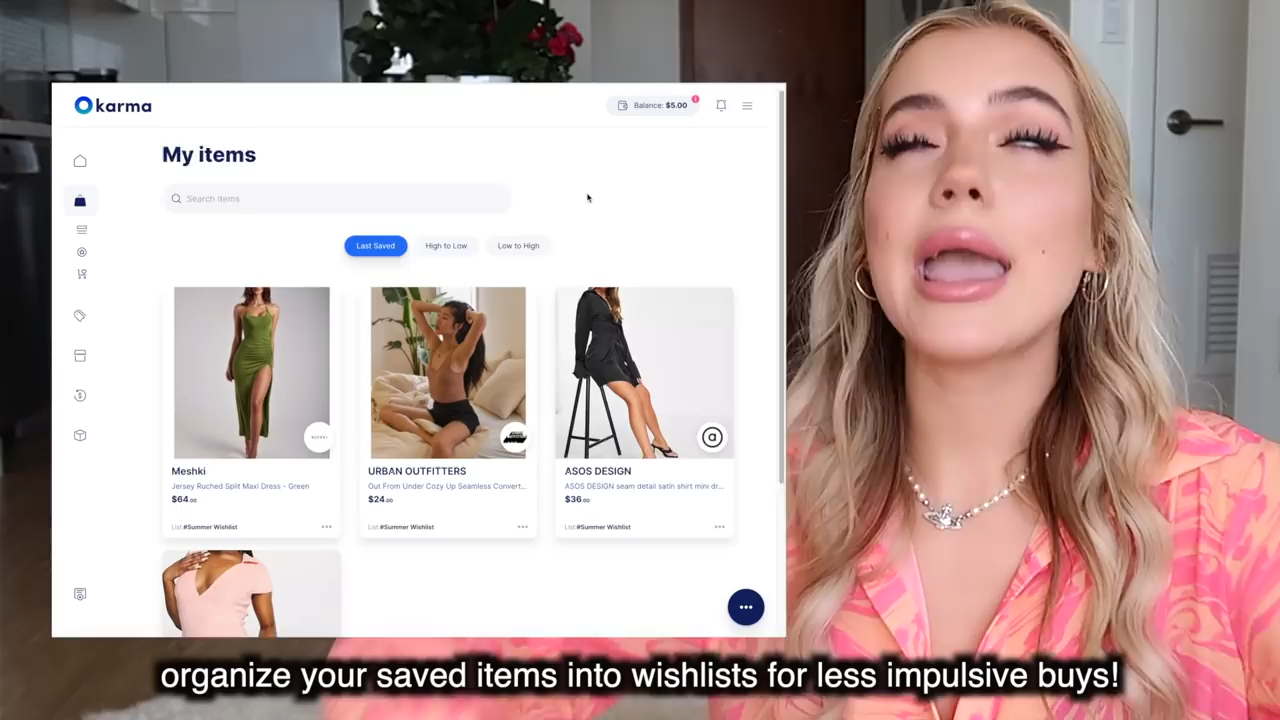 karma
Balance: $5.00
My items
Search items
Last Saved
High to Low
Low to High
Meshki
Jersey Ruched Split Maxi Dress - Green
$64.00
List:#Summer Wishlist
URBAN OUTFITTERS
Out From Under Cozy Up Seamless Convert...
$24.00
List:#Summer Wishlist
a
ASOS DESIGN
ASOS DESIGN seam detail satin shirt mini dr...
$36.00
List:#Summer Wishlist
organize your saved items into wishlists for less impulsive buys!